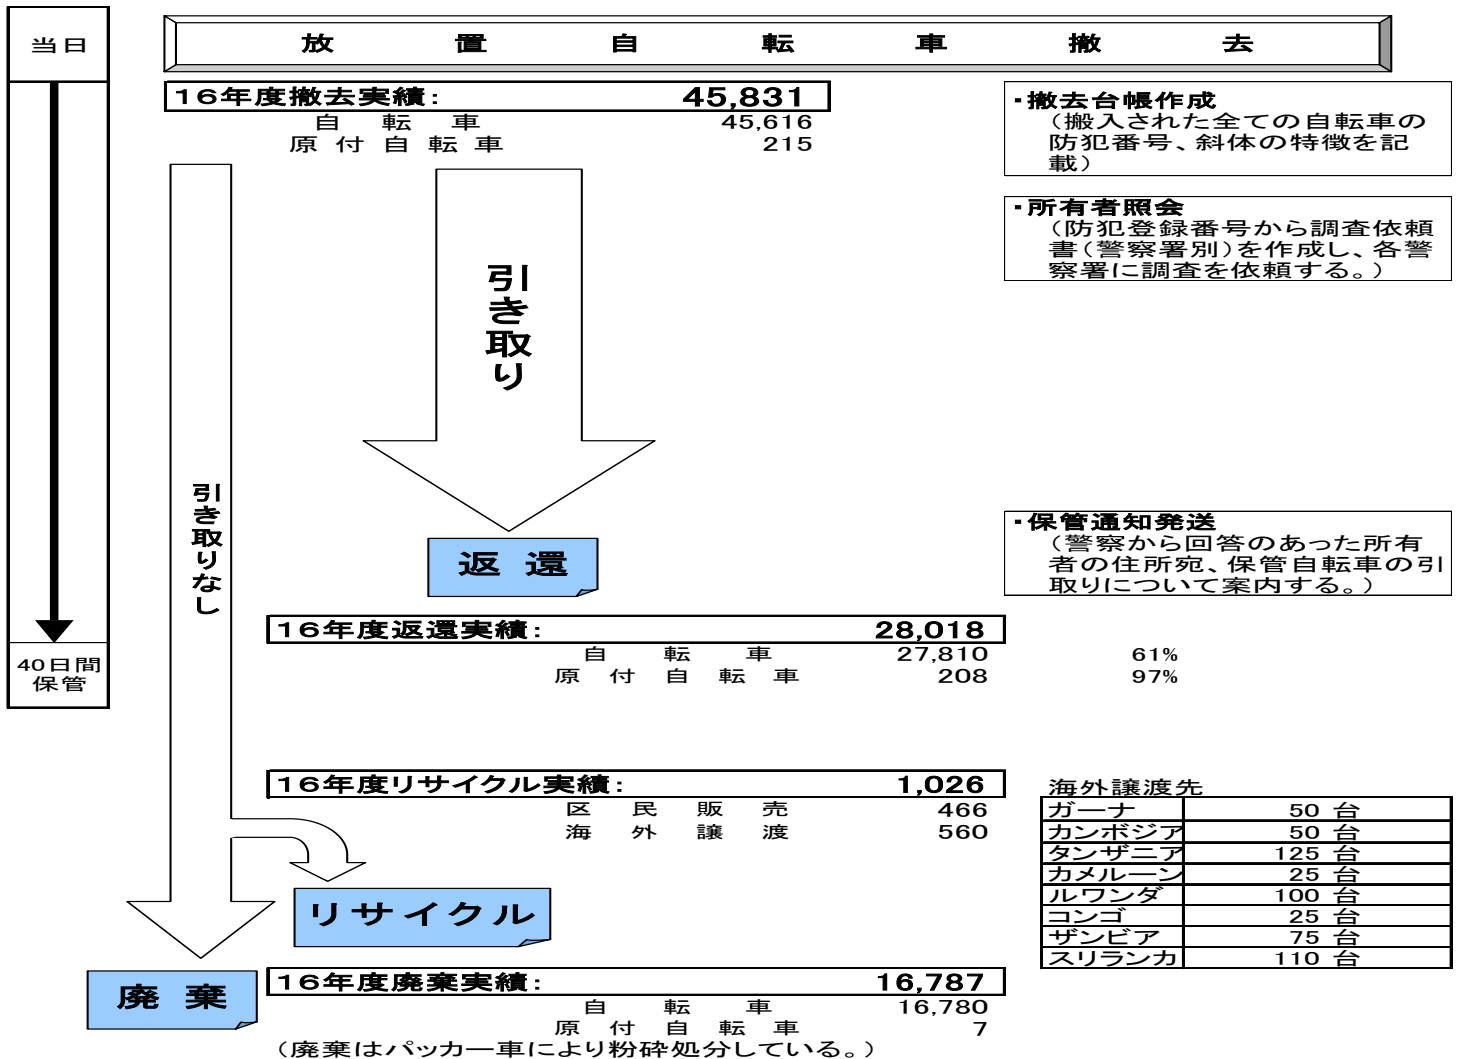 当日
放置自転車撤去
16年度撤去実績: 45,831
自転車 45,616
原付自転車 215
・撤去台帳作成
(搬入された全ての自転車の
防犯番号、斜体の特徴を記
載)
・所有者照会
(防犯登録番号から調査依頼
書(警察署別)を作成し、各警
察署に調査を依頼する。)
引き取り
引き取りなし
・保管通知発送
(警察から回答のあった所有
者の住所宛、保管自転車の引
取りについて案内する。)
返還
16年度返還実績: 28,018
自転車 27,810 61%
原付自転車 208 97%
40日間
保管
16年度リサイクル実績: 1,026
区民販売 466
海外譲渡 560
海外譲渡先
ガーナ 50 台
カンボジア 50 台
タンザニア 125 台
カメルーン 25 台
ルワンダ 100 台
コンゴ 25 台
ザンビア 75 台
スリランカ 110 台
リサイクル
廃棄
16年度廃棄実績: 16,787
自転車 16,780
原付自転車 7
(廃棄はパッカー車により粉砕処分している。)